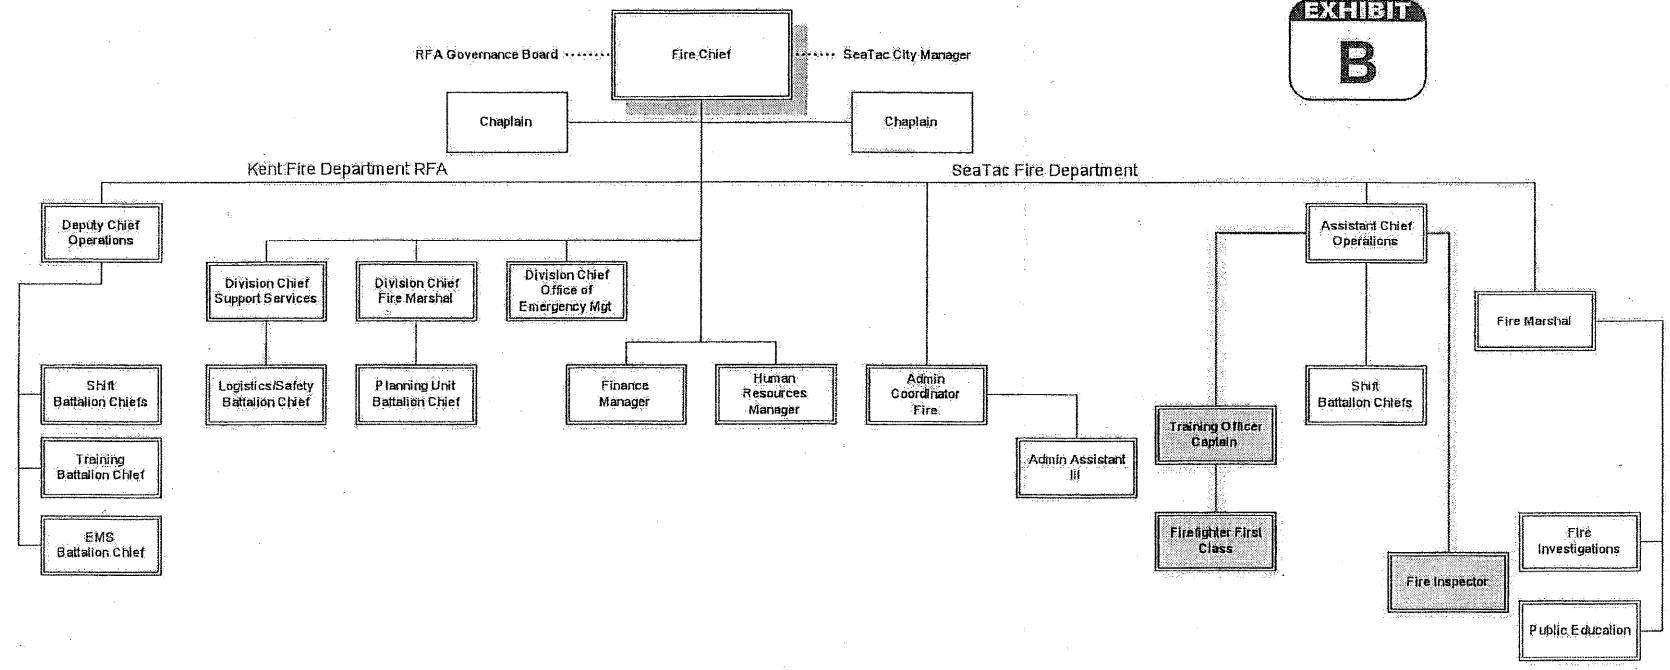 EXHIBIT
B
RFA Governance Board
Fire Chief
SeaTac City Manager
Chaplain
Chaplain
Kent Fire Department RFA
SeaTac Fire Department
Deputy Chief
Operations
Assistant Chief
Operations
Division Chief
Support Services
Division Chief
Fire Marshal
Division Chief
Office of
Emergency Mgt
Fire Marshal
Shift
Battalion Chiefs
Logistics/Safety
Battalion Chief
Planning Unit
Battalion Chief
Finance
Manager
Human
Resources
Manager
Admin
Coordinator
Fire
Shift
Battalion Chiefs
Training Officer
Captain
Training
Battalion Chief
Admin Assistant
III
EMS
Battalion Chief
Firefighter First
Class
Fire
Investigations
Fire Inspector
Public Education